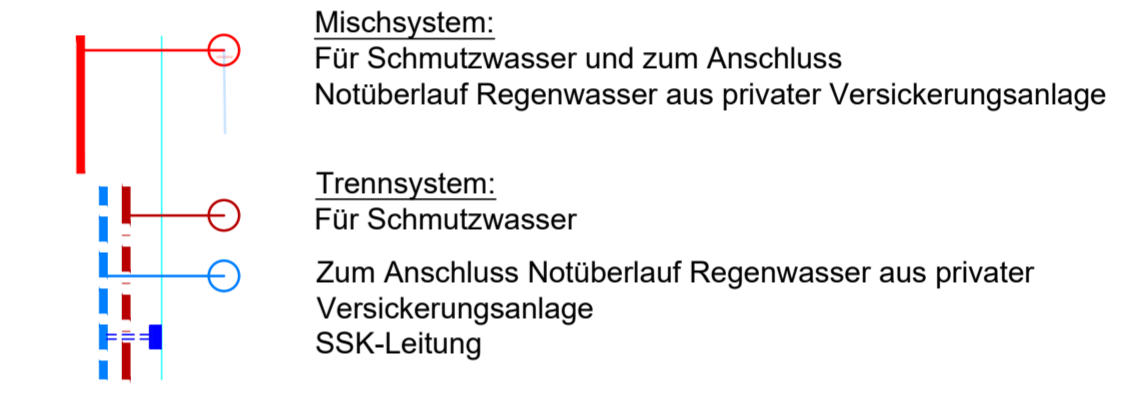 Mischsystem:
Für Schmutzwasser und zum Anschluss
Notüberlauf Regenwasser aus privater Versickerungsanlage
Trennsystem:
Für Schmutzwasser
Zum Anschluss Notüberlauf Regenwasser aus privater
Versickerungsanlage
SSK-Leitung